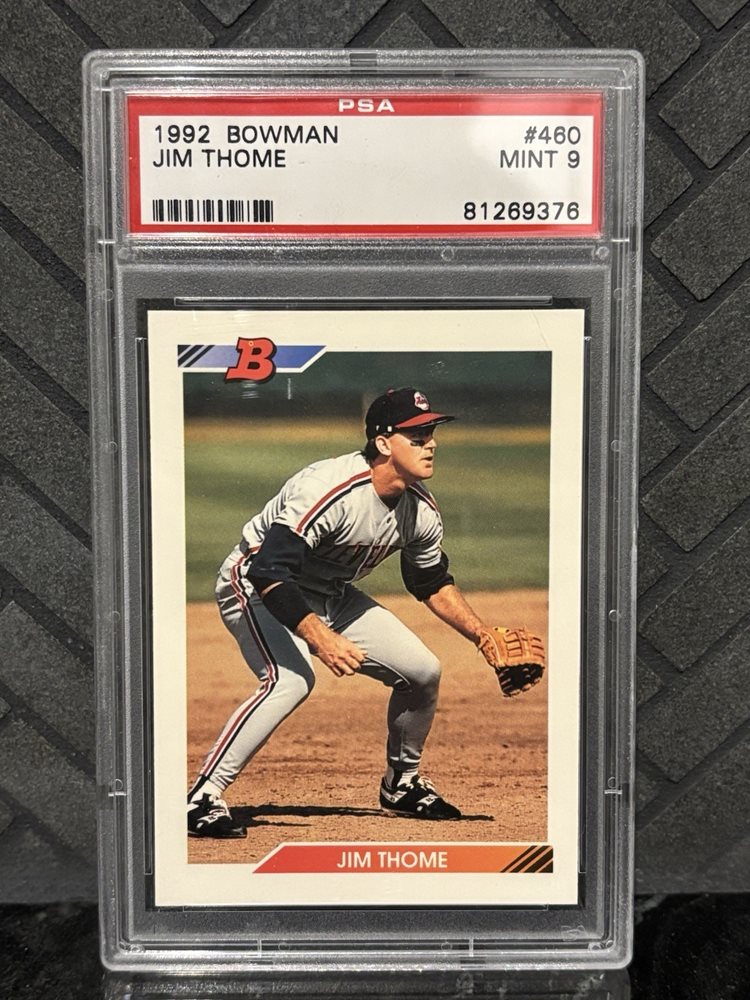 PSA
1992 BOWMAN #460
JIM THOME MINT 9
81269376
B
JIM THOME